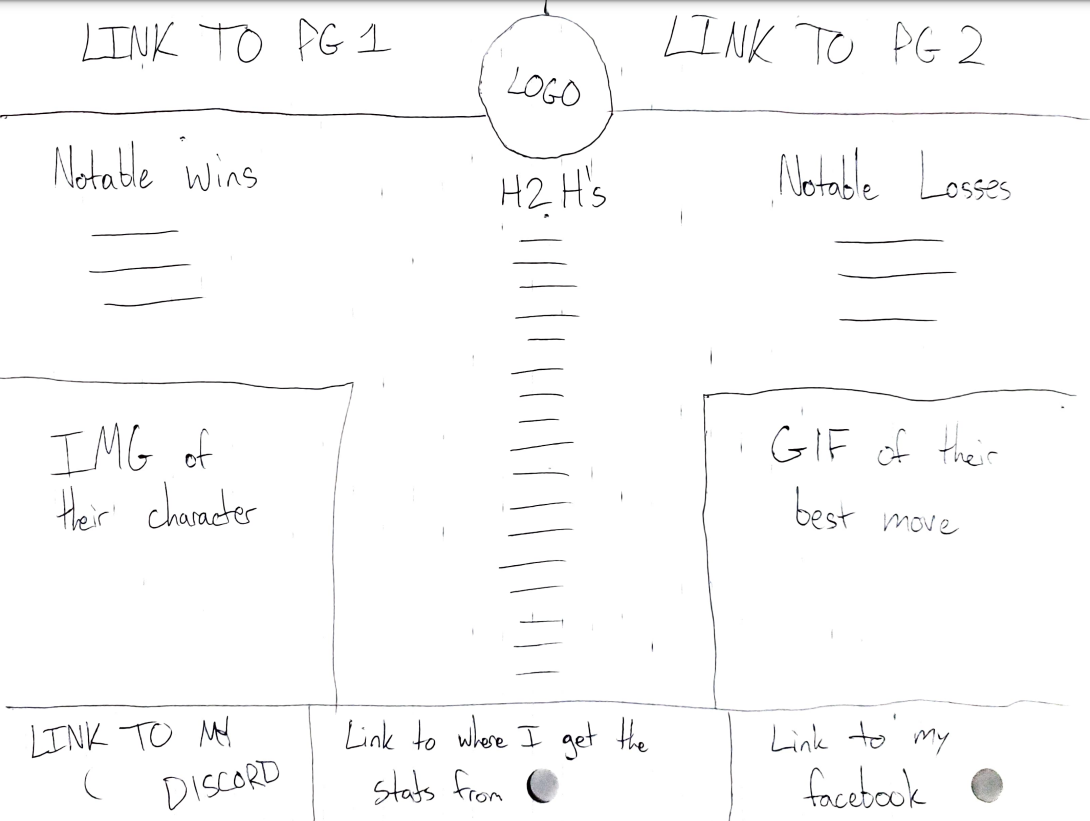 LINK TO PG 1
LOGO
LINK TO PG 2
Notable Wins
H2H's
Notable Losses
IMG of
their character
GIF of their
best move
LINK TO MY
DISCORD
Link to where I get the
stats from
Link to my
facebook